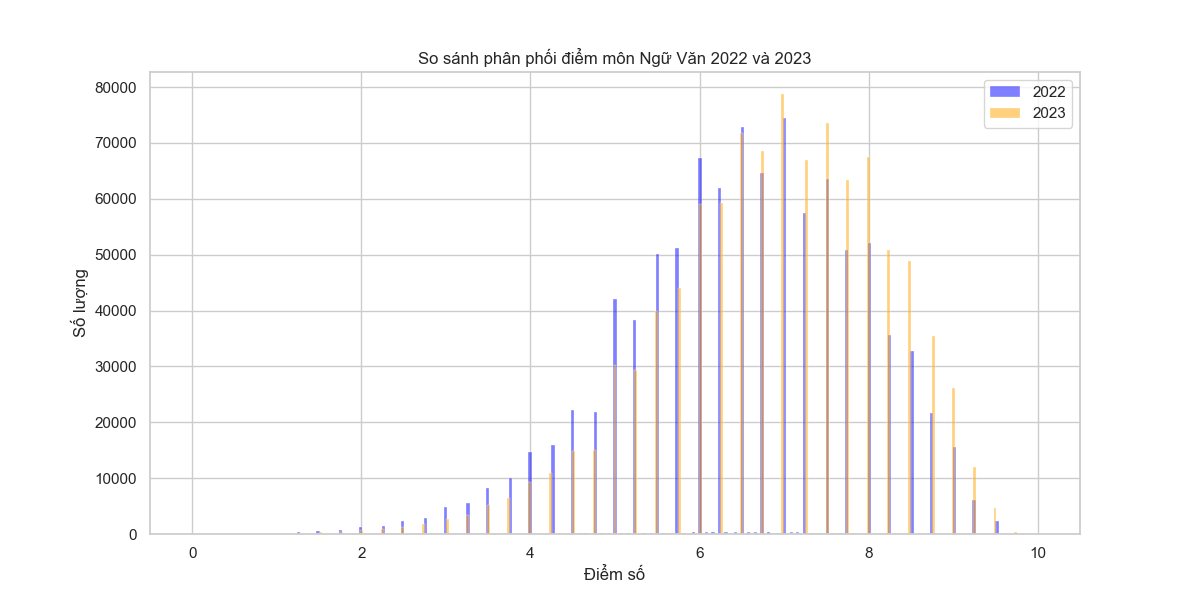 So sánh phân phối điểm môn Ngữ Văn 2022 và 2023
2022
2023
80000
70000
60000
50000
40000
30000
20000
10000
0
Số lượng
0 2 4 6 8 10
Điểm số